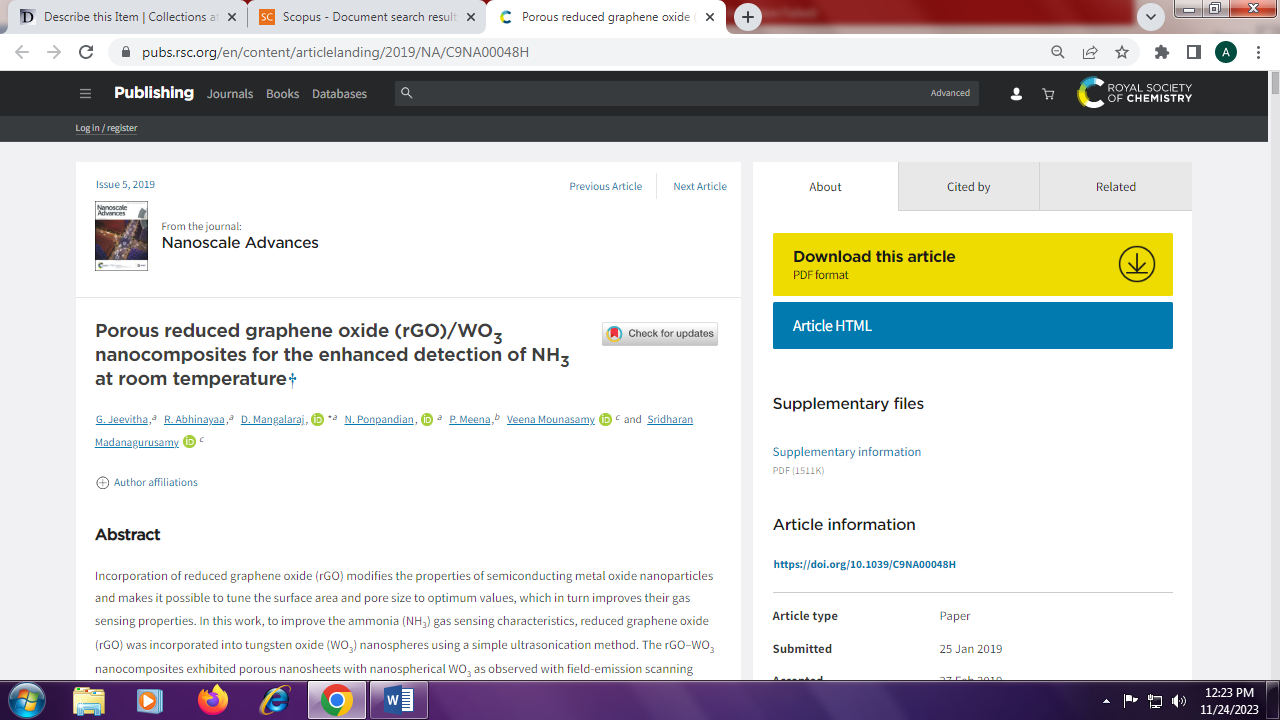 Describe this Item | Collections at
Scopus - Document search result
Porous reduced graphene oxide (
pubs.rsc.org/en/content/articlelanding/2019/NA/C9NA00048H
A
Publishing
Journals
Books
Databases
Advanced
ROYAL SOCIETY
OF CHEMISTRY
Log in / register
Issue 5, 2019
Previous Article
Next Article
Nanoscale
Advances
From the journal:
Nanoscale Advances
Porous reduced graphene oxide (rGO)/WO3
nanocomposites for the enhanced detection of NH3
at room temperature†
Check for updates
G. Jeevitha,a R. Abhinayaa,a D. Mangalaraj, iD *a N. Ponpandian, iD a P. Meena,b Veena Mounasamy iD c and Sridharan
Madanagurusamy iD c
Author affiliations
Abstract
Incorporation of reduced graphene oxide (rGO) modifies the properties of semiconducting metal oxide nanoparticles
and makes it possible to tune the surface area and pore size to optimum values, which in turn improves their gas
sensing properties. In this work, to improve the ammonia (NH3) gas sensing characteristics, reduced graphene oxide
(rGO) was incorporated into tungsten oxide (WO3) nanospheres using a simple ultrasonication method. The rGO–WO3
nanocomposites exhibited porous nanosheets with nanospherical WO3 as observed with field-emission scanning
About
Cited by
Related
Download this article
PDF format
Article HTML
Supplementary files
Supplementary information
PDF (1511K)
Article information
https://doi.org/10.1039/C9NA00048H
Article type
Paper
Submitted
25 Jan 2019
Accepted
27 Feb 2019
12:23 PM
11/24/2023